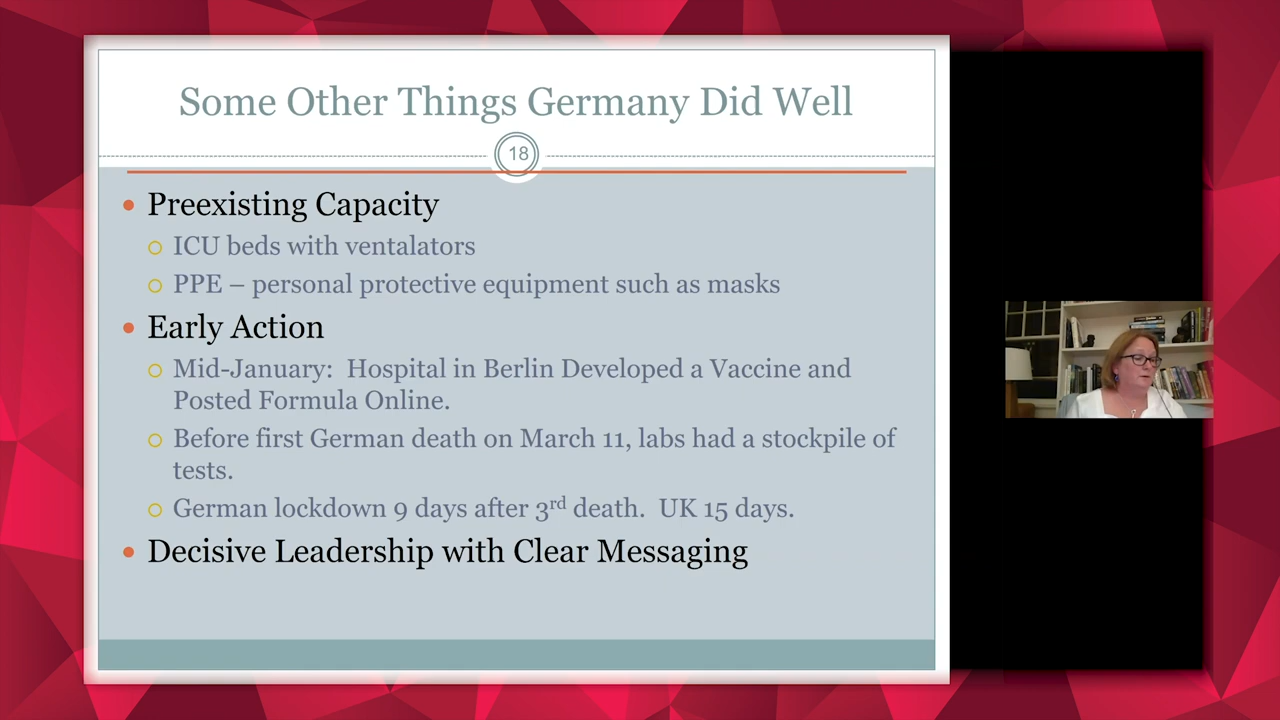 Some Other Things Germany Did Well
18
Preexisting Capacity
ICU beds with ventalators
PPE – personal protective equipment such as masks
Early Action
Mid-January:  Hospital in Berlin Developed a Vaccine and
Posted Formula Online.
Before first German death on March 11, labs had a stockpile of
tests.
German lockdown 9 days after 3rd death.  UK 15 days.
Decisive Leadership with Clear Messaging